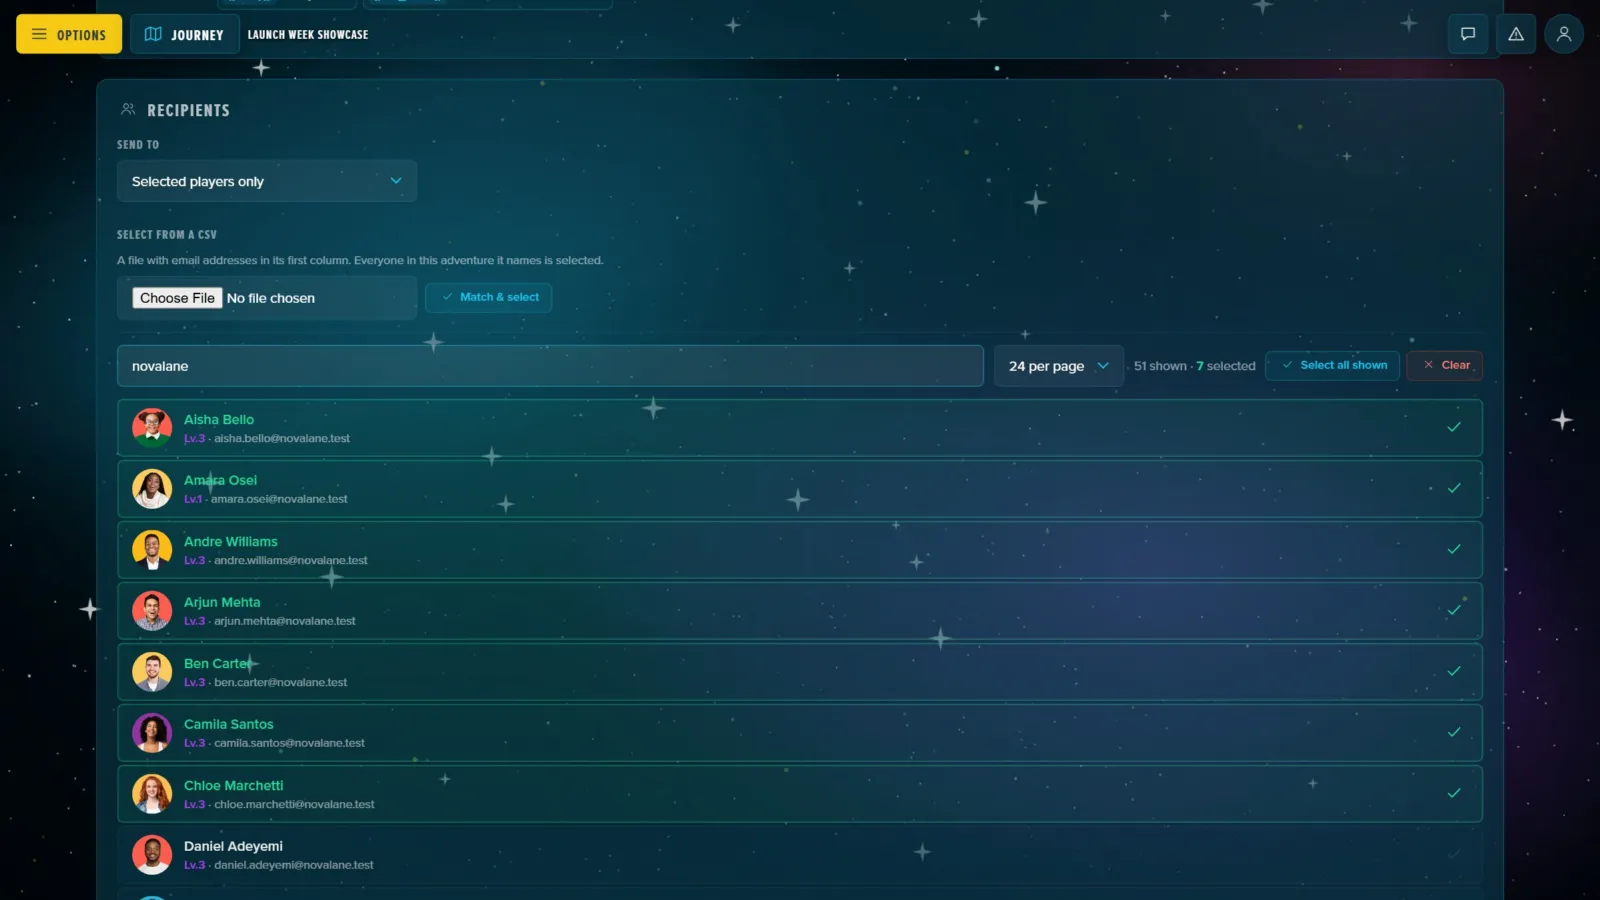 OPTIONS
JOURNEY
LAUNCH WEEK SHOWCASE
RECIPIENTS
SEND TO
Selected players only
SELECT FROM A CSV
A file with email addresses in its first column. Everyone in this adventure it names is selected.
Choose File No file chosen
Match & select
novalane
24 per page
51 shown · 7 selected
Select all shown
Clear
Aisha Bello
Lv.3 · aisha.bello@novalane.test
Amara Osei
Lv.1 · amara.osei@novalane.test
Andre Williams
Lv.3 · andre.williams@novalane.test
Arjun Mehta
Lv.3 · arjun.mehta@novalane.test
Ben Carter
Lv.3 · ben.carter@novalane.test
Camila Santos
Lv.3 · camila.santos@novalane.test
Chloe Marchetti
Lv.3 · chloe.marchetti@novalane.test
Daniel Adeyemi
Lv.3 · daniel.adeyemi@novalane.test